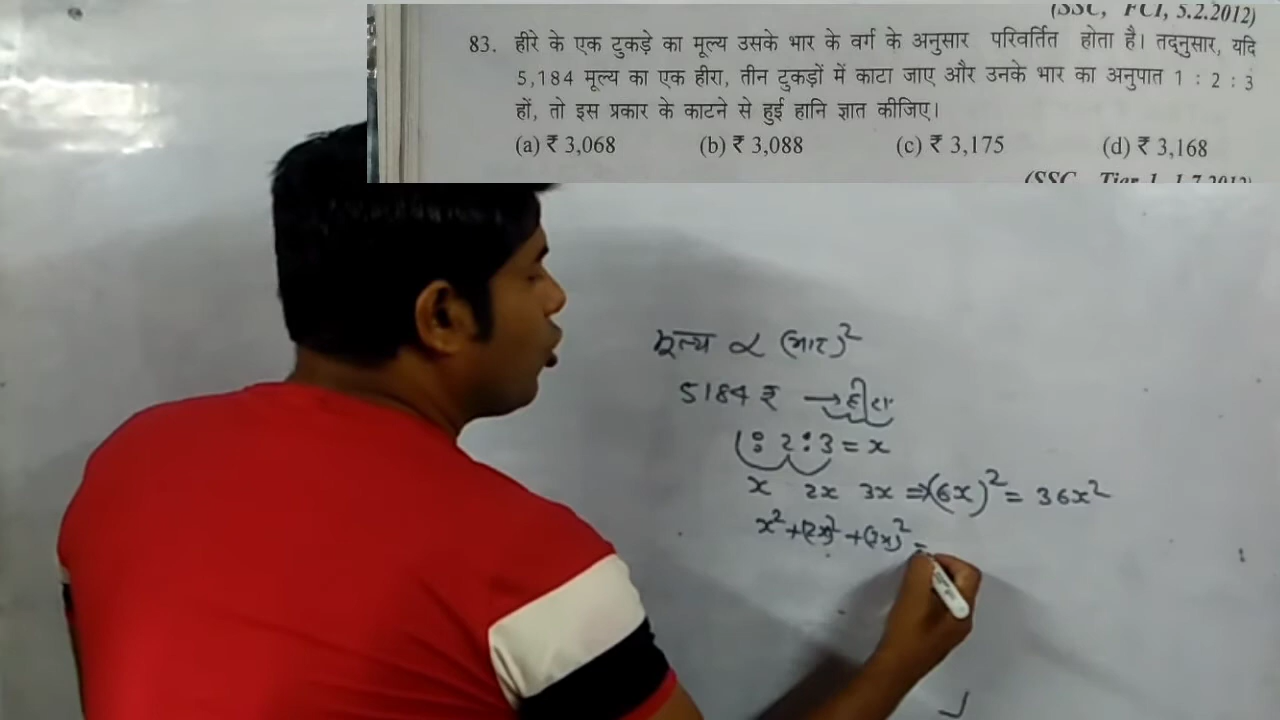 (SSC, FCI, 5.2.2012)
83. हीरे के एक टुकड़े का मूल्य उसके भार के वर्ग के अनुसार परिवर्तित होता है। तद्नुसार, यदि
5,184 मूल्य का एक हीरा, तीन टुकड़ों में काटा जाए और उनके भार का अनुपात 1 : 2 : 3
हों, तो इस प्रकार के काटने से हुई हानि ज्ञात कीजिए।
(a) ₹ 3,068 (b) ₹ 3,088 (c) ₹ 3,175 (d) ₹ 3,168
(SSC, Tier 1, 1.7.2012)
मूल्य ∝ (भार)²
5184 ₹ → हीरा
1 : 2 : 3 = x
x 2x 3x ⇒ (6x)² = 36x²
x² + (2x)² + (3x)² =